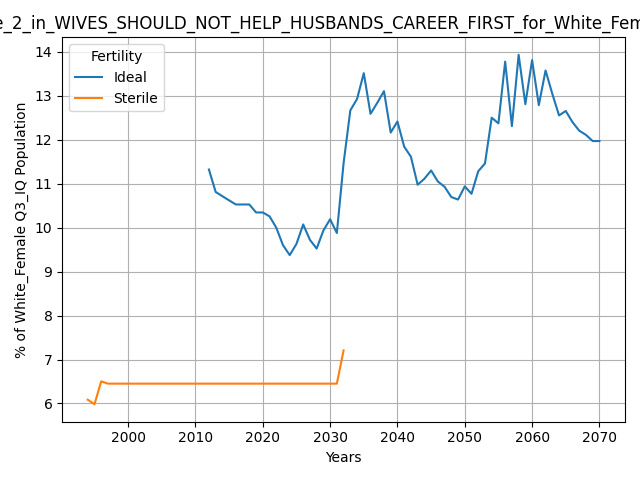 _2_in_WIVES_SHOULD_NOT_HELP_HUSBANDS_CAREER_FIRST_for_White_Fem
Fertility
Ideal
Sterile
% of White_Female Q3_IQ Population
14
13
12
11
10
9
8
7
6
2000 2010 2020 2030 2040 2050 2060 2070
Years